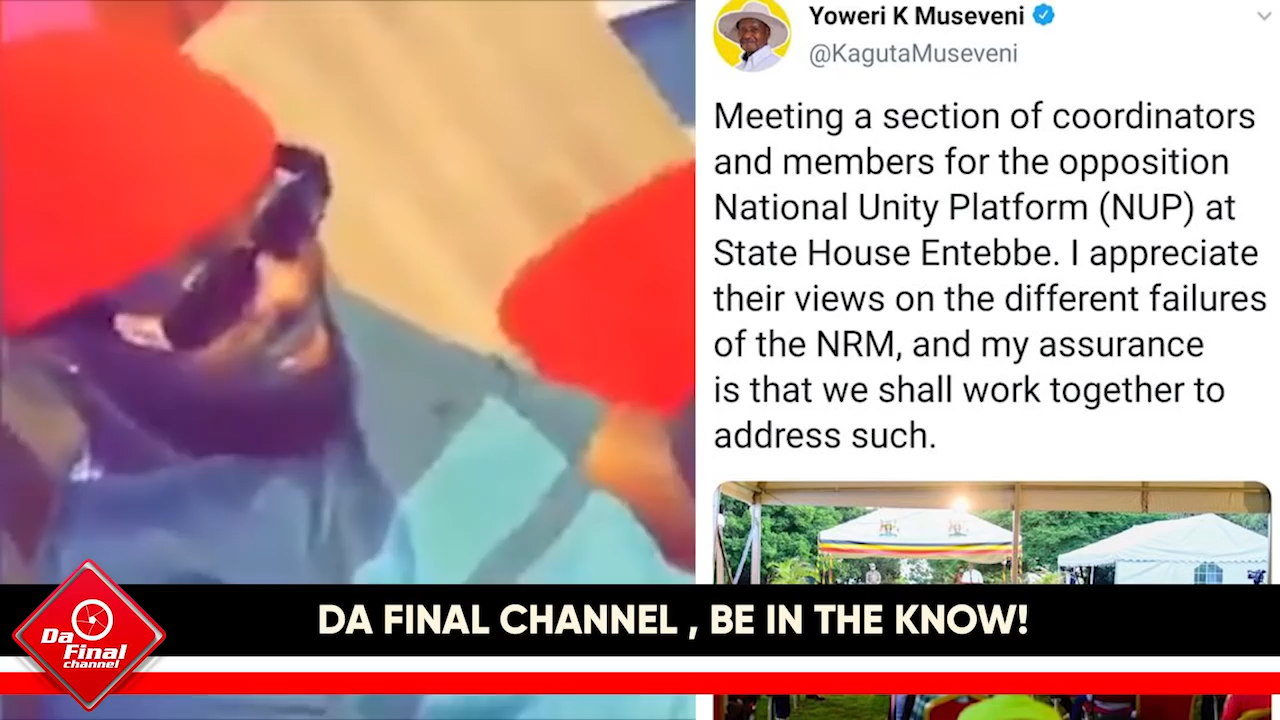 Yoweri K Museveni
@KagutaMuseveni
Meeting a section of coordinators
and members for the opposition
National Unity Platform (NUP) at
State House Entebbe. I appreciate
their views on the different failures
of the NRM, and my assurance
is that we shall work together to
address such.
DA FINAL CHANNEL , BE IN THE KNOW!
Da
Final
channel